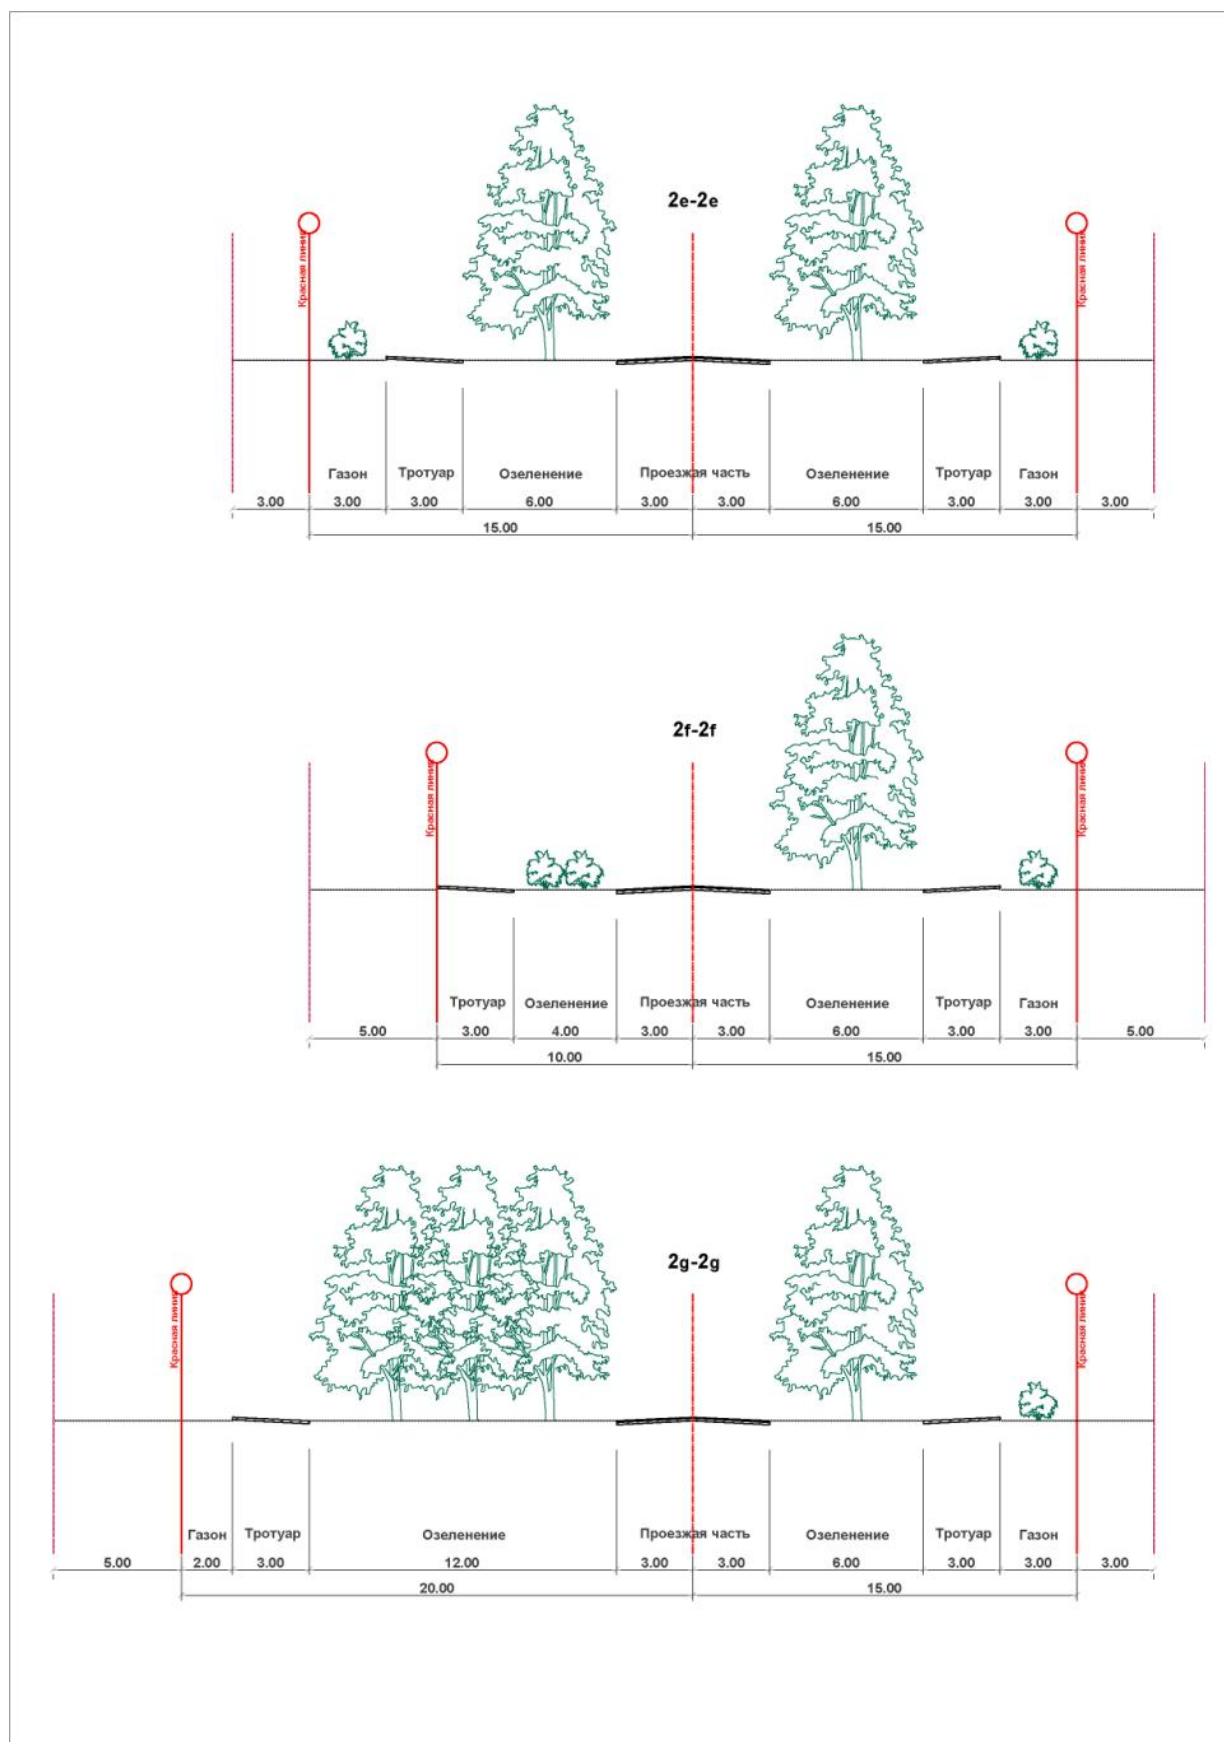 2e-2e
Красная линия Красная линия
Газон Тротуар Озеленение Проезжая часть Озеленение Тротуар Газон
3.00 3.00 3.00 6.00 3.00 3.00 6.00 3.00 3.00 3.00
15.00 15.00
2f-2f
Красная линия Красная линия
Тротуар Озеленение Проезжая часть Озеленение Тротуар Газон
5.00 3.00 4.00 3.00 3.00 6.00 3.00 3.00 5.00
10.00 15.00
2g-2g
Красная линия Красная линия
Газон Тротуар Озеленение Проезжая часть Озеленение Тротуар Газон
5.00 2.00 3.00 12.00 3.00 3.00 6.00 3.00 3.00 3.00
20.00 15.00